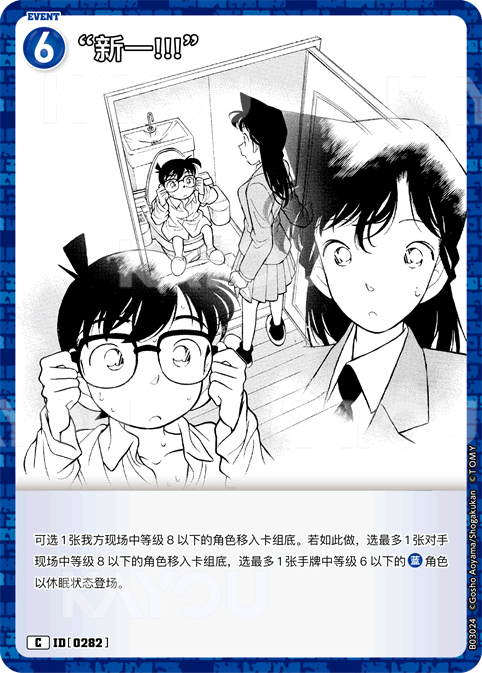 EVENT
6
“新一!!!”
可选1张我方现场中等级8以下的角色移入卡组底。若如此做，选最多1张对手
现场中等级8以下的角色移入卡组底，选最多1张手牌中等级6以下的蓝角色
以休眠状态登场。
KAYOU
C ID[0282]
B03024 ©Gosho Aoyama/Shogakukan ©TOMY